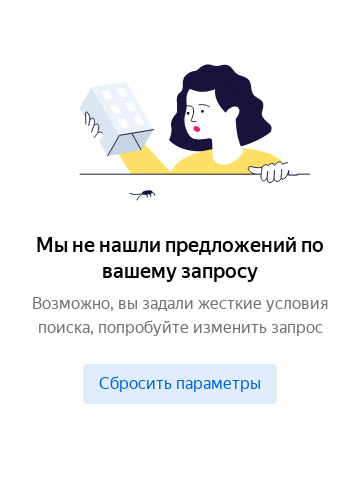 Мы не нашли предложений по
вашему запросу
Возможно, вы задали жесткие условия
поиска, попробуйте изменить запрос
Сбросить параметры